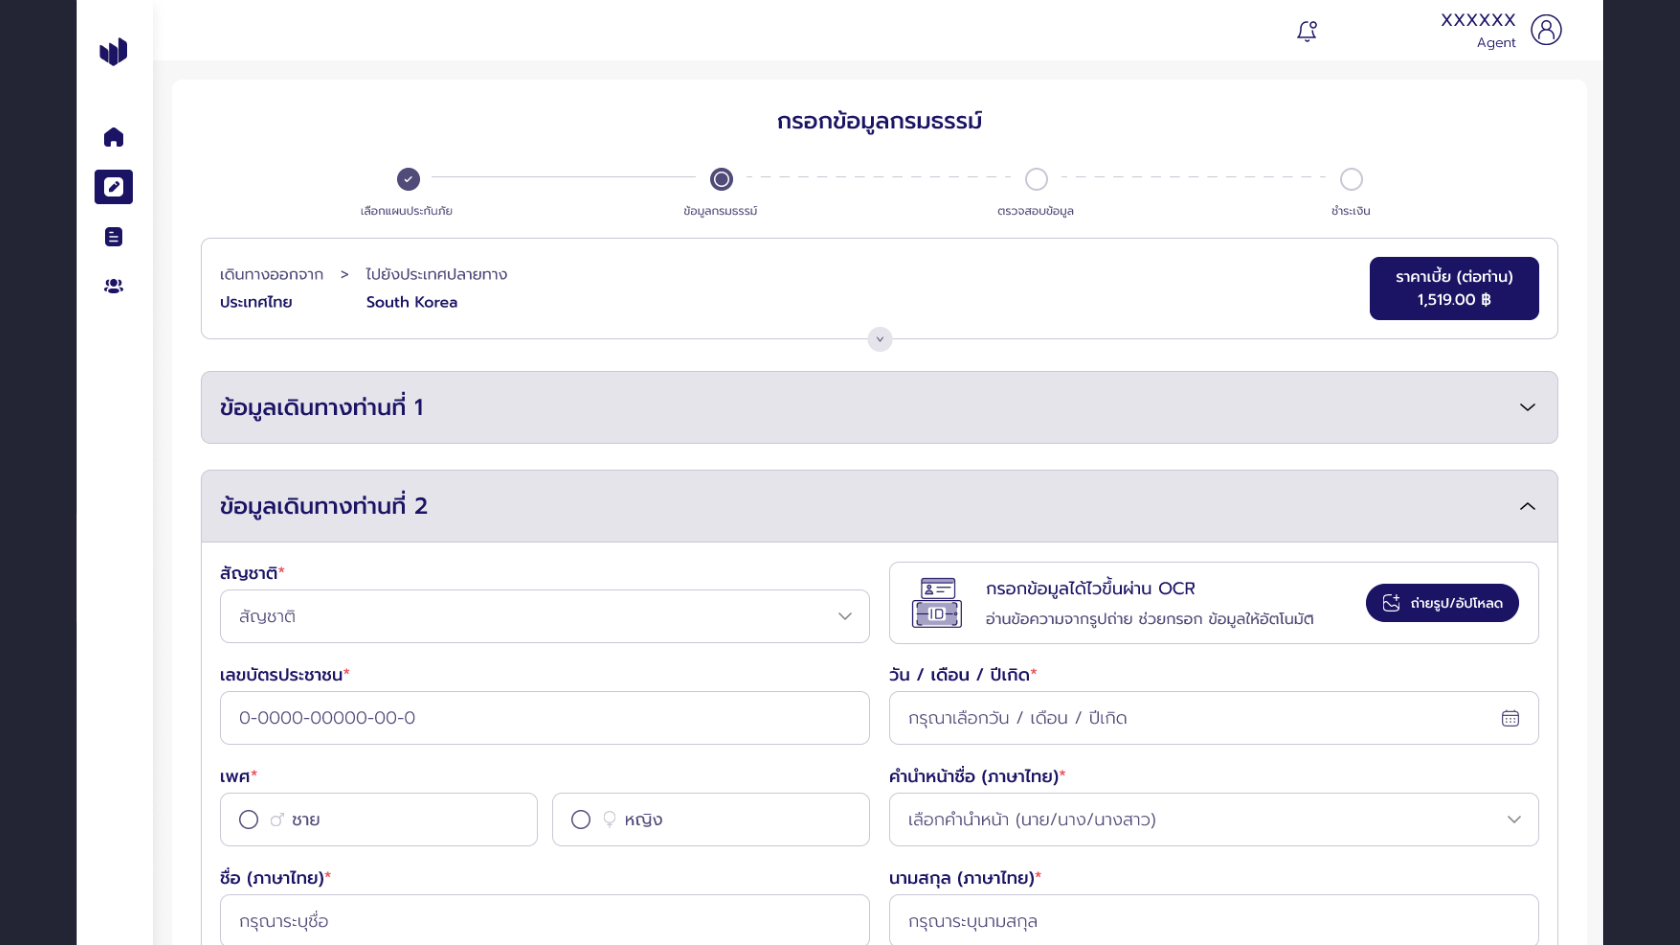 XXXXXX
Agent
กรอกข้อมูลกรมธรรม์
เลือกแผนประกันภัย
ข้อมูลกรมธรรม์
ตรวจสอบข้อมูล
ชำระเงิน
เดินทางออกจาก > ไปยังประเทศปลายทาง
ประเทศไทย South Korea
ราคาเบี้ย (ต่อท่าน)
1,519.00 ฿
ข้อมูลเดินทางท่านที่ 1
ข้อมูลเดินทางท่านที่ 2
สัญชาติ*
สัญชาติ
ID
กรอกข้อมูลได้ไวขึ้นผ่าน OCR
อ่านข้อความจากรูปถ่าย ช่วยกรอก ข้อมูลให้อัตโนมัติ
ถ่ายรูป/อัปโหลด
เลขบัตรประชาชน*
0-0000-00000-00-0
วัน / เดือน / ปีเกิด*
กรุณาเลือกวัน / เดือน / ปีเกิด
เพศ*
ชาย
หญิง
คำนำหน้าชื่อ (ภาษาไทย)*
เลือกคำนำหน้า (นาย/นาง/นางสาว)
ชื่อ (ภาษาไทย)*
กรุณาระบุชื่อ
นามสกุล (ภาษาไทย)*
กรุณาระบุนามสกุล